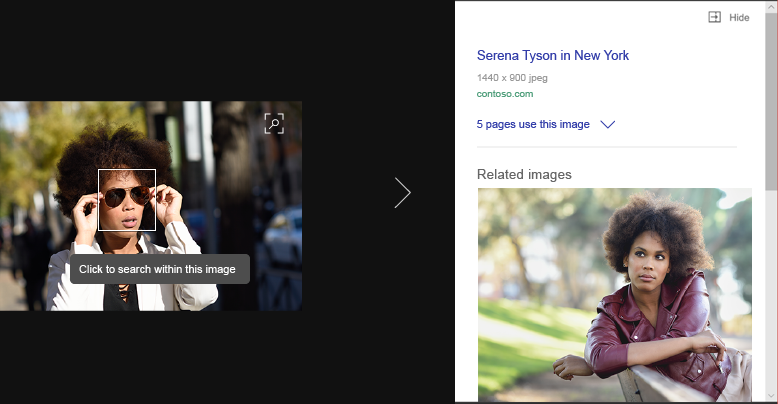 Hide
Serena Tyson in New York
1440 x 900 jpeg
contoso.com
5 pages use this image
Related images
Click to search within this image